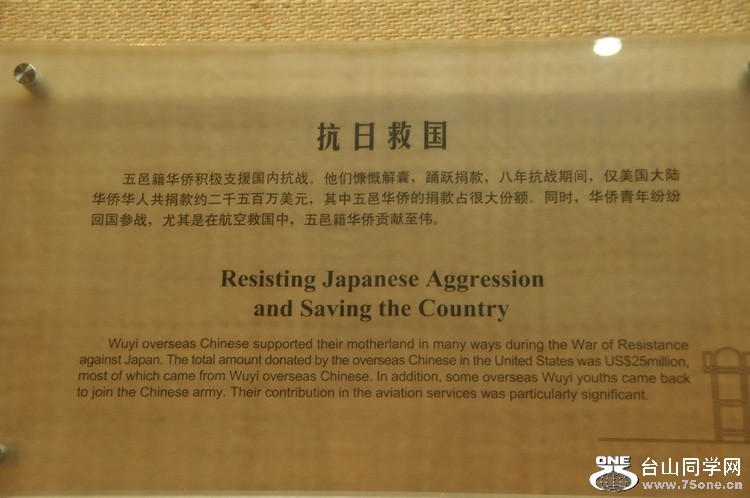 抗日救国
五邑籍华侨积极支援国内抗战。他们慷慨解囊，踊跃捐款，八年抗战期间，仅美国大陆
华侨华人共捐款约二千五百万美元，其中五邑华侨的捐款占很大份额。同时，华侨青年纷纷
回国参战，尤其是在航空救国中，五邑籍华侨贡献至伟。
Resisting Japanese Aggression
and Saving the Country
Wuyi overseas Chinese supported their motherland in many ways during the War of Resistance
against Japan. The total amount donated by the overseas Chinese in the United States was US$25million,
most of which came from Wuyi overseas Chinese. In addition, some overseas Wuyi youths came back
to join the Chinese army. Their contribution in the aviation services was particularly significant.
ONE 台山同学网
www.75one.cn